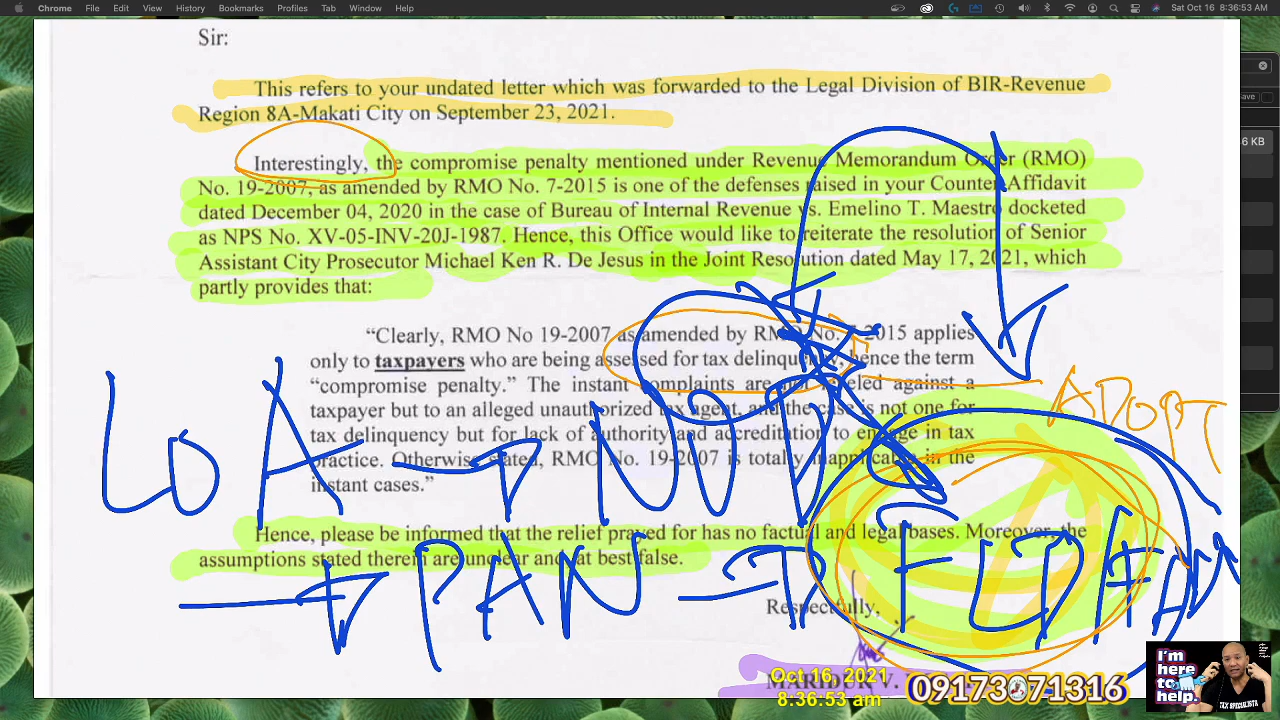 Chrome File Edit View History Bookmarks Profiles Tab Window Help Sat Oct 16 8:36:53 AM
Sir:
This refers to your undated letter which was forwarded to the Legal Division of BIR-Revenue
Region 8A-Makati City on September 23, 2021.
Interestingly, the compromise penalty mentioned under Revenue Memorandum Order (RMO)
No. 19-2007, as amended by RMO No. 7-2015 is one of the defenses raised in your Counter Affidavit
dated December 04, 2020 in the case of Bureau of Internal Revenue vs. Emelino T. Maestro docketed
as NPS No. XV-05-INV-20J-1987. Hence, this Office would like to reiterate the resolution of Senior
Assistant City Prosecutor Michael Ken R. De Jesus in the Joint Resolution dated May 17, 2021, which
partly provides that:
“Clearly, RMO No 19-2007 as amended by RMO No. 7-2015 applies
only to taxpayers who are being assessed for tax delinquency, hence the term
“compromise penalty.” The instant complaints are not leveled against a
taxpayer but to an alleged unauthorized tax agent, and the case is not one for
tax delinquency but for lack of authority and accreditation to engage in tax
practice. Otherwise stated, RMO No. 19-2007 is totally inapplicable in the
instant cases.”
ADOPT
LOA NOD
Hence, please be informed that the relief prayed for has no factual and legal bases. Moreover, the
assumptions stated therein are unclear and at best false.
PAN FLD
Respectfully,
Oct 16, 2021
8:36:53 am
09173071316
I'm
here
to
help.
TAX SPECIALISTA
ave
6 KB